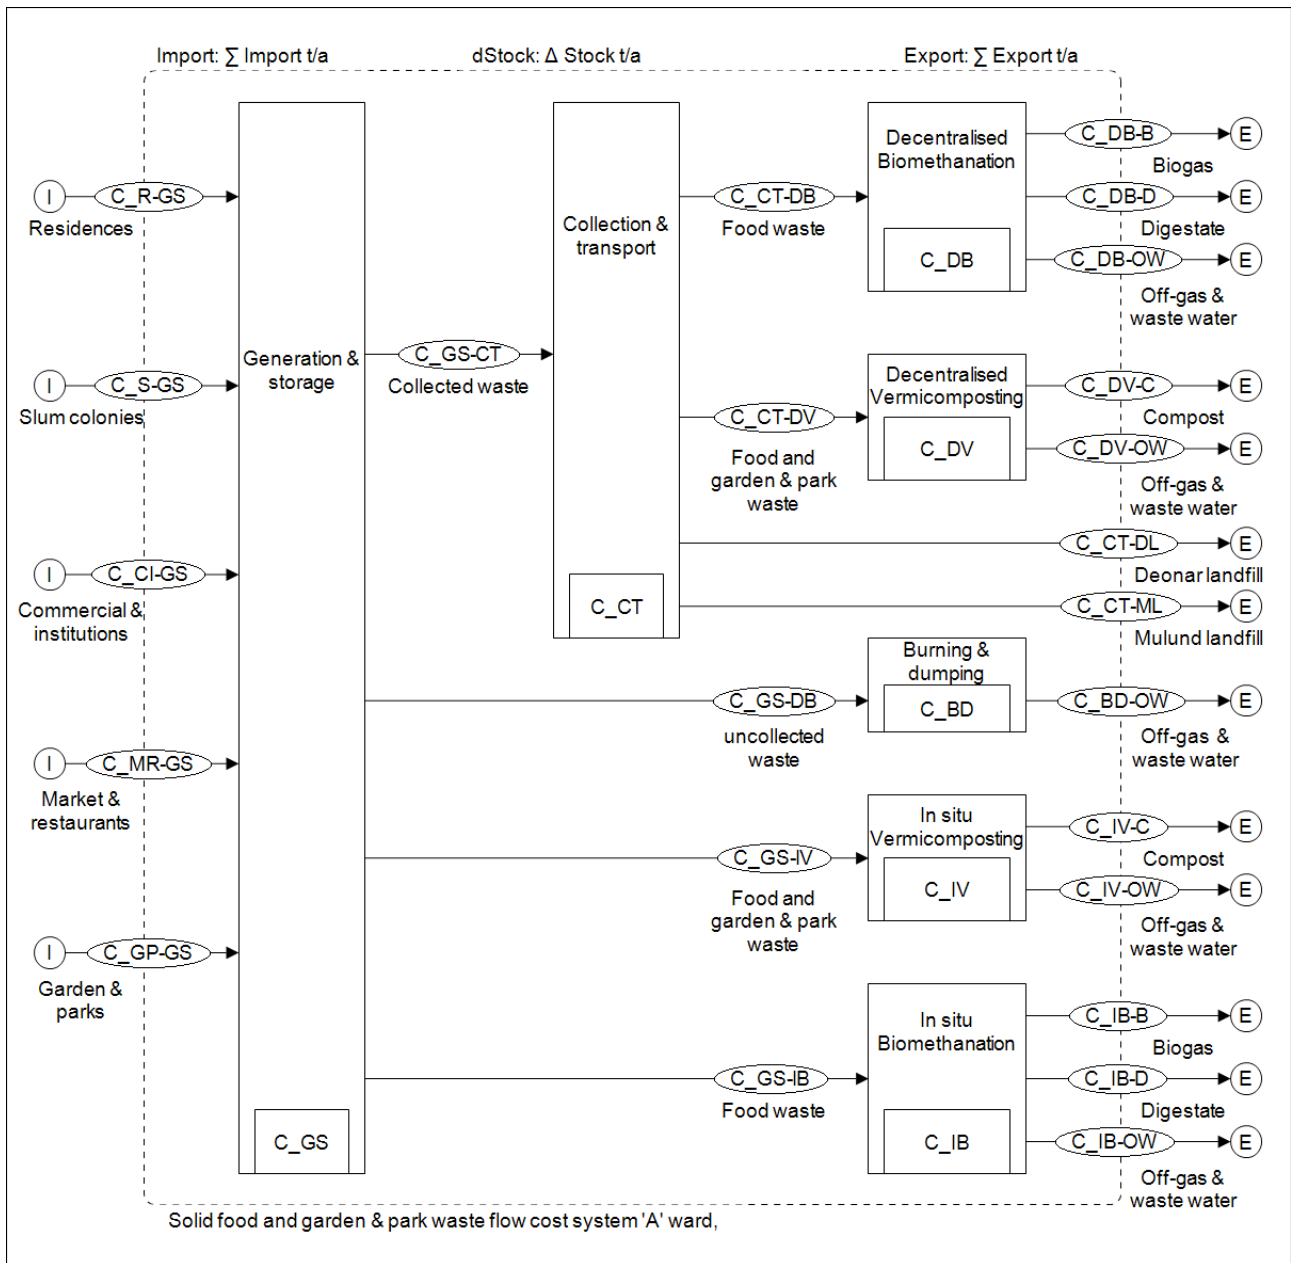 Import: ∑ Import t/a
dStock: Δ Stock t/a
Export: ∑ Export t/a
I
C_R-GS
Residences
I
C_S-GS
Slum colonies
I
C_CI-GS
Commercial &
institutions
I
C_MR-GS
Market &
restaurants
I
C_GP-GS
Garden &
parks
Generation &
storage
C_GS
C_GS-CT
Collected waste
Collection &
transport
C_CT
C_CT-DB
Food waste
C_CT-DV
Food and
garden & park
waste
C_GS-DB
uncollected
waste
C_GS-IV
Food and
garden & park
waste
C_GS-IB
Food waste
Decentralised
Biomethanation
C_DB
Decentralised
Vermicomposting
C_DV
Burning &
dumping
C_BD
In situ
Vermicomposting
C_IV
In situ
Biomethanation
C_IB
C_DB-B
E
Biogas
C_DB-D
E
Digestate
C_DB-OW
E
Off-gas &
waste water
C_DV-C
E
Compost
C_DV-OW
E
Off-gas &
waste water
C_CT-DL
E
Deonar landfill
C_CT-ML
E
Mulund landfill
C_BD-OW
E
Off-gas &
waste water
C_IV-C
E
Compost
C_IV-OW
E
Off-gas &
waste water
C_IB-B
E
Biogas
C_IB-D
E
Digestate
C_IB-OW
E
Off-gas &
waste water
Solid food and garden & park waste flow cost system 'A' ward,